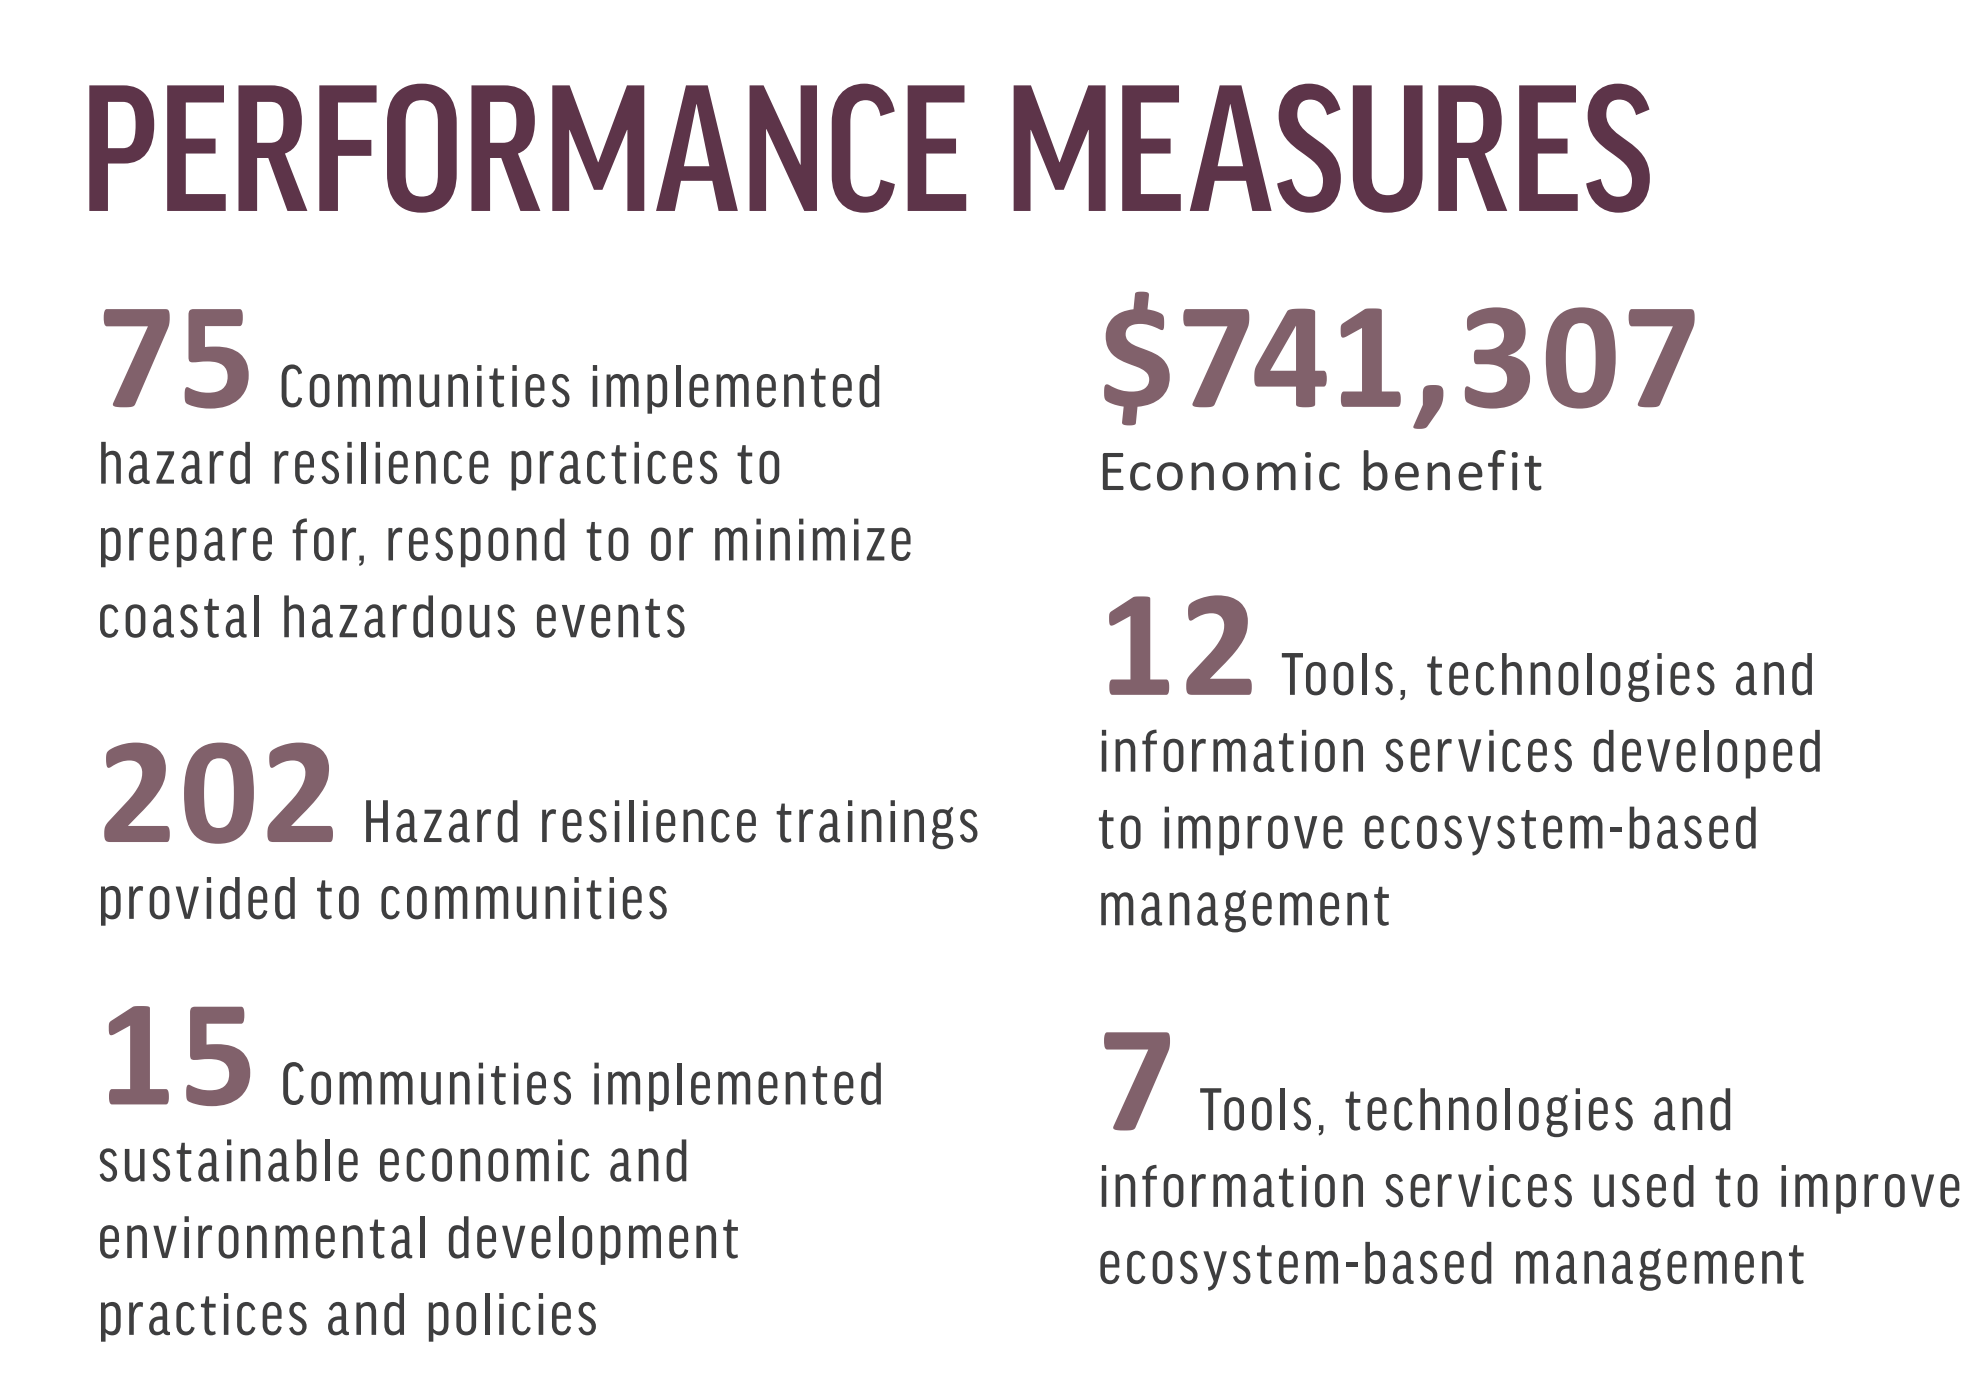 PERFORMANCE MEASURES
75 Communities implemented
hazard resilience practices to
prepare for, respond to or minimize
coastal hazardous events
202 Hazard resilience trainings
provided to communities
15 Communities implemented
sustainable economic and
environmental development
practices and policies
$741,307
Economic benefit
12 Tools, technologies and
information services developed
to improve ecosystem-based
management
7 Tools, technologies and
information services used to improve
ecosystem-based management